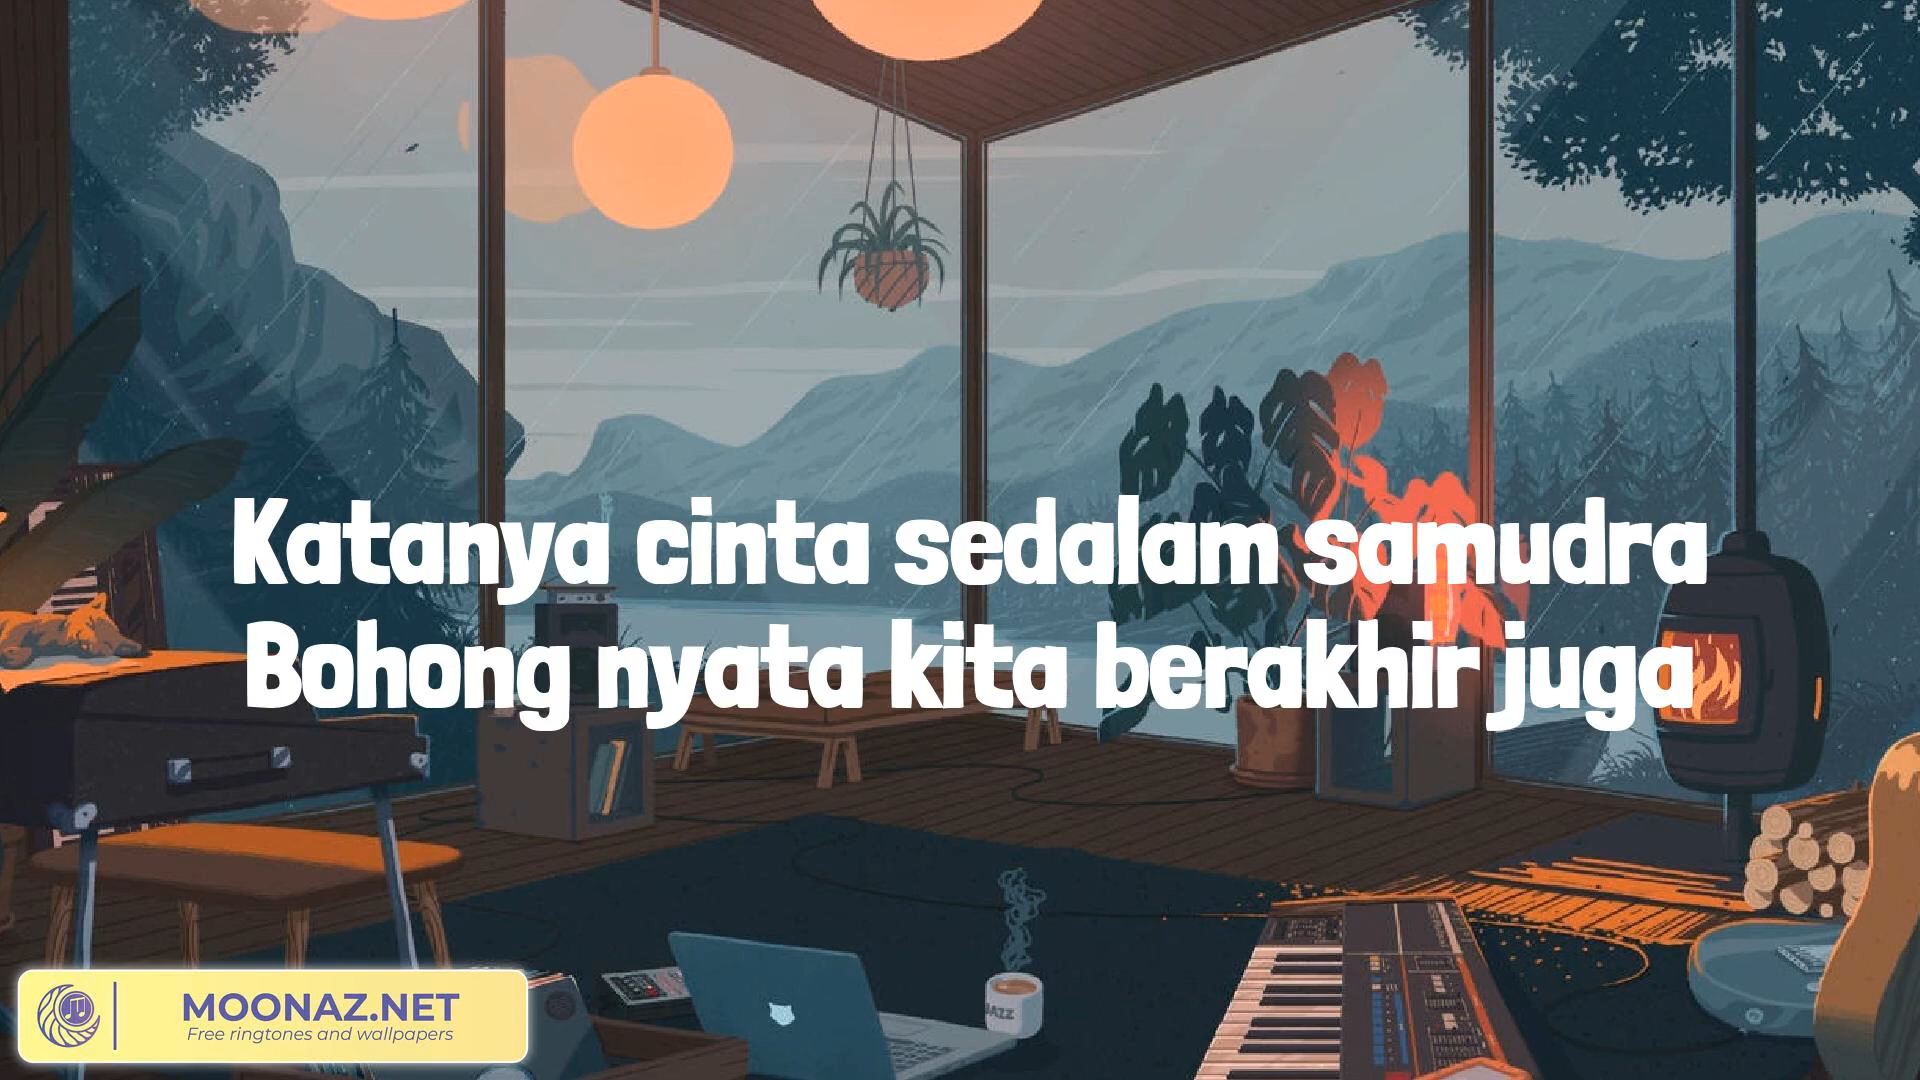 Katanya cinta sedalam samudra
Bohong nyata kita berakhir juga
JAZZ
MOONAZ.NET
Free ringtones and wallpapers